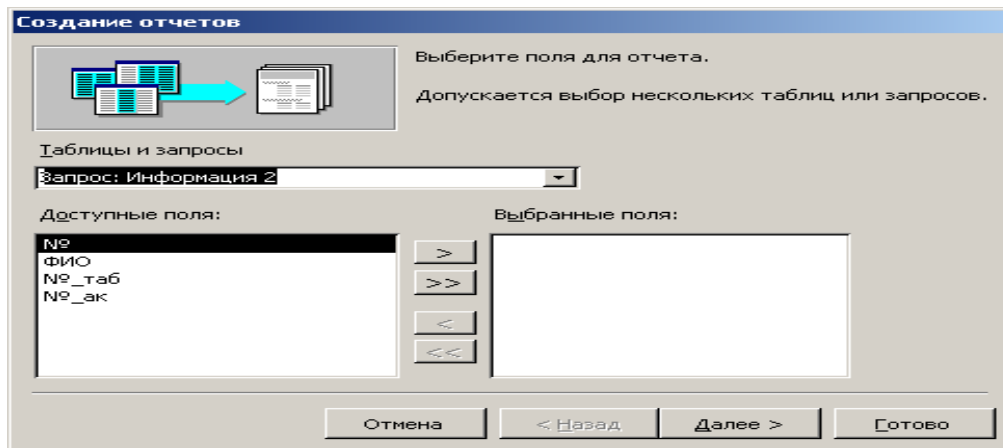 Создание отчетов
Выберите поля для отчета.
Допускается выбор нескольких таблиц или запросов.
Таблицы и запросы
Запрос: Информация 2
Доступные поля:
Выбранные поля:
№
ФИО
№_таб
№_ак
>
>>
<
<<
Отмена
< Назад
Далее >
Готово